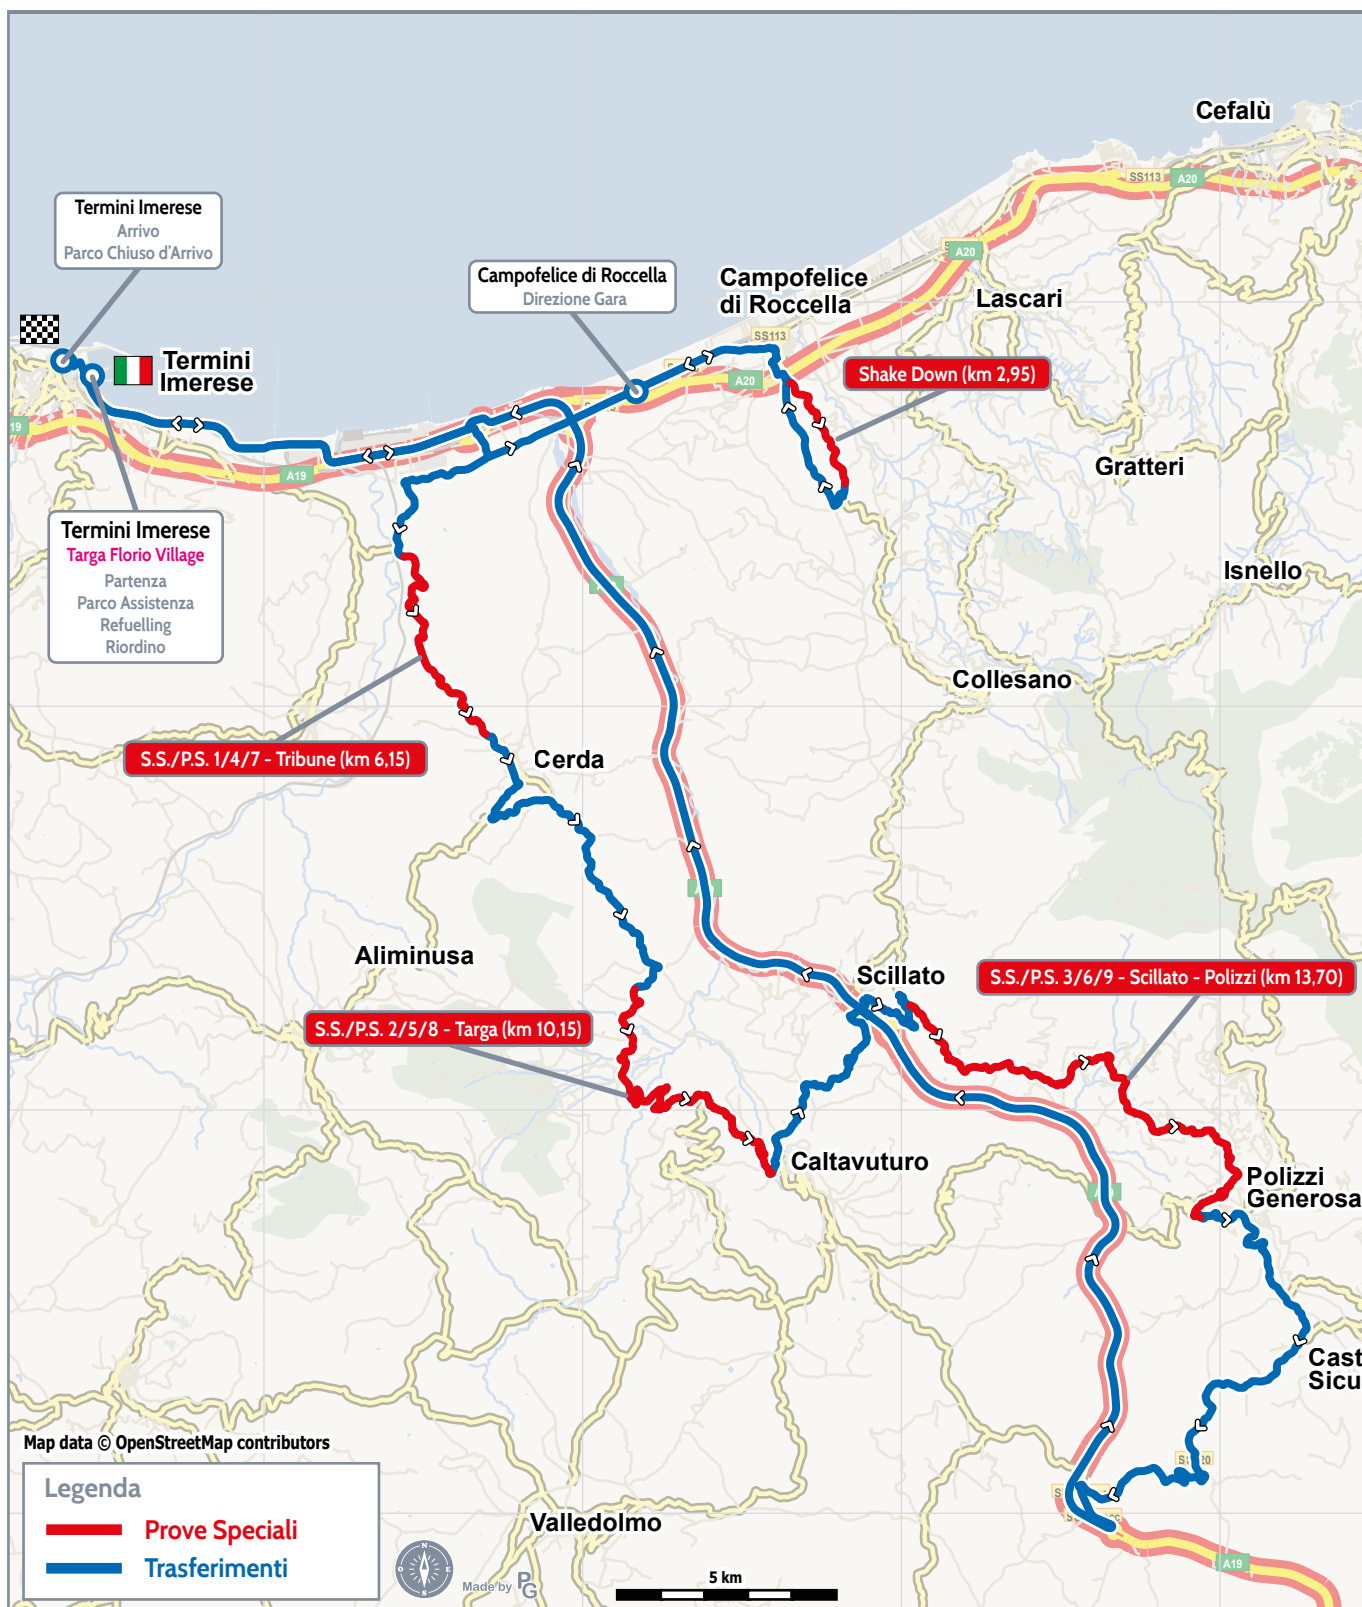 Cefalù
SS113
A20
Termini Imerese
Arrivo
Parco Chiuso d'Arrivo
A20
Campofelice di Roccella
Direzione Gara
Campofelice
di Roccella
Lascari
SS113
Termini
Imerese
A20
Shake Down (km 2,95)
19
A19
Gratteri
Termini Imerese
Targa Florio Village
Partenza
Parco Assistenza
Refuelling
Riordino
Isnello
Collesano
S.S./P.S. 1/4/7 - Tribune (km 6,15)
Cerda
Aliminusa
Scillato
S.S./P.S. 3/6/9 - Scillato - Polizzi (km 13,70)
S.S./P.S. 2/5/8 - Targa (km 10,15)
Caltavuturo
Polizzi
Generosa
Cast
Sicu
Map data © OpenStreetMap contributors
Legenda
Prove Speciali
Trasferimenti
Valledolmo
N
O
E
S
Made by PG
5 km
A19